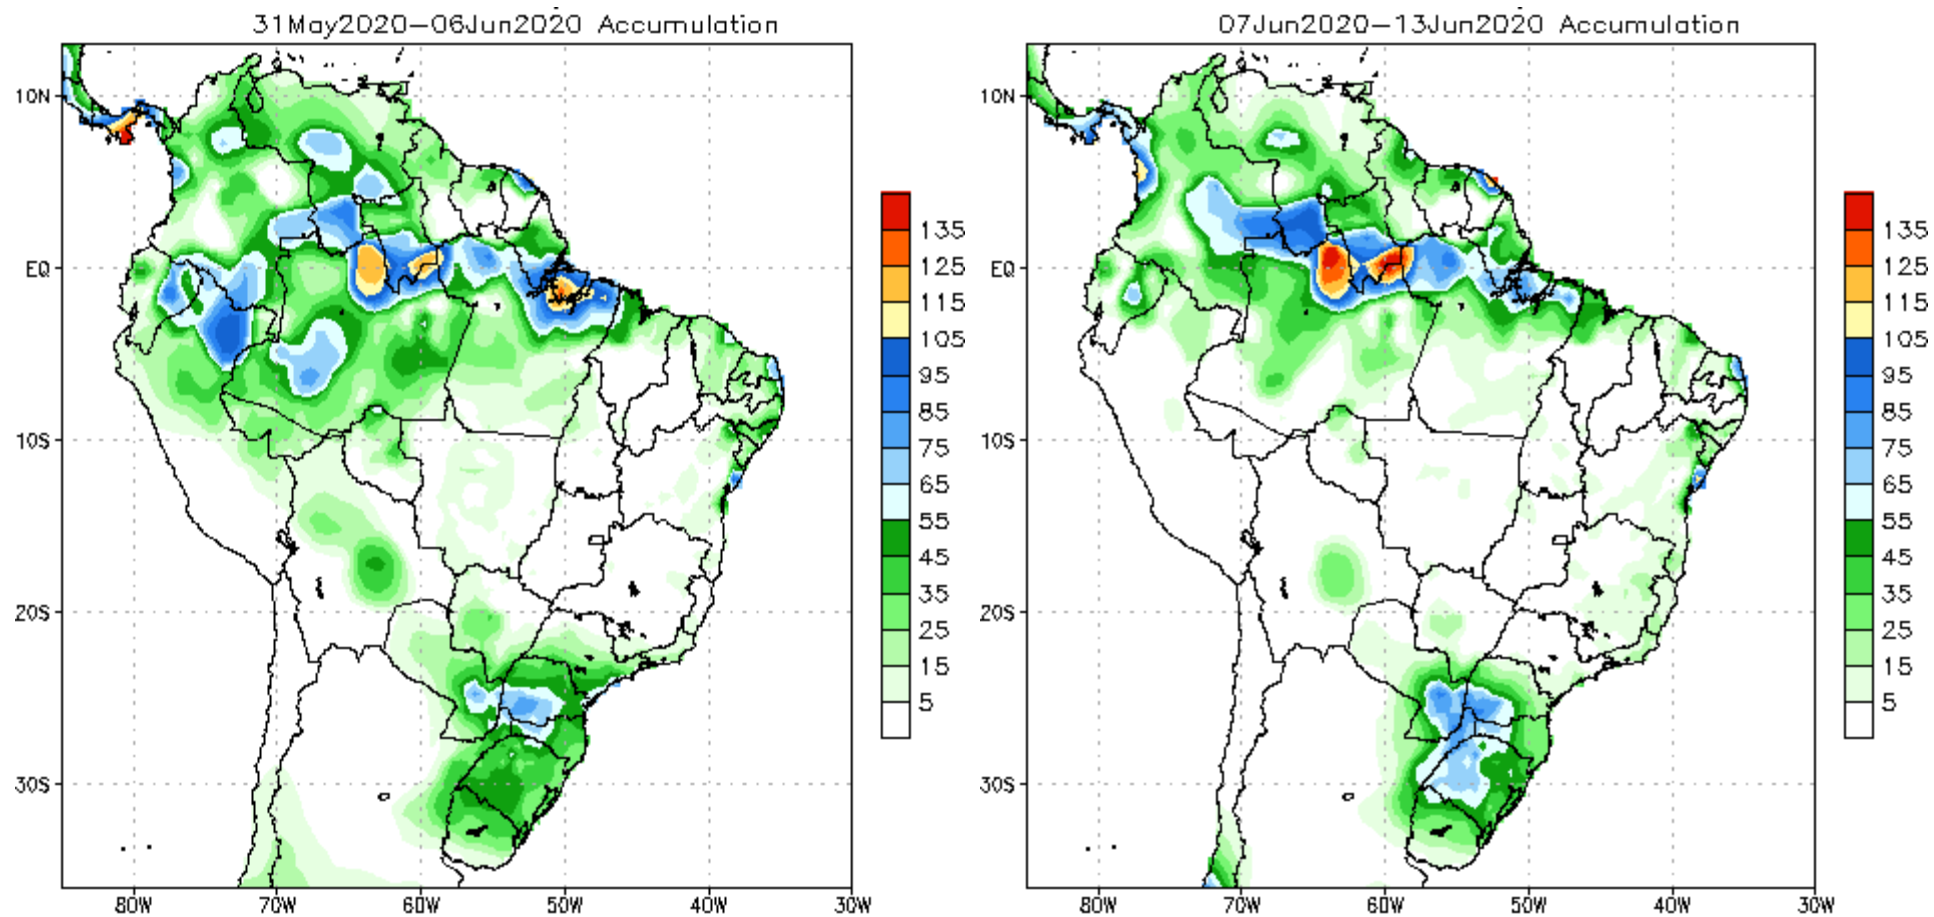 31May2020–06Jun2020 Accumulation
10N
EQ
10S
20S
30S
80W 70W 60W 50W 40W 30W
135
125
115
105
95
85
75
65
55
45
35
25
15
5
07Jun2020–13Jun2020 Accumulation
10N
EQ
10S
20S
30S
80W 70W 60W 50W 40W 30W
135
125
115
105
95
85
75
65
55
45
35
25
15
5